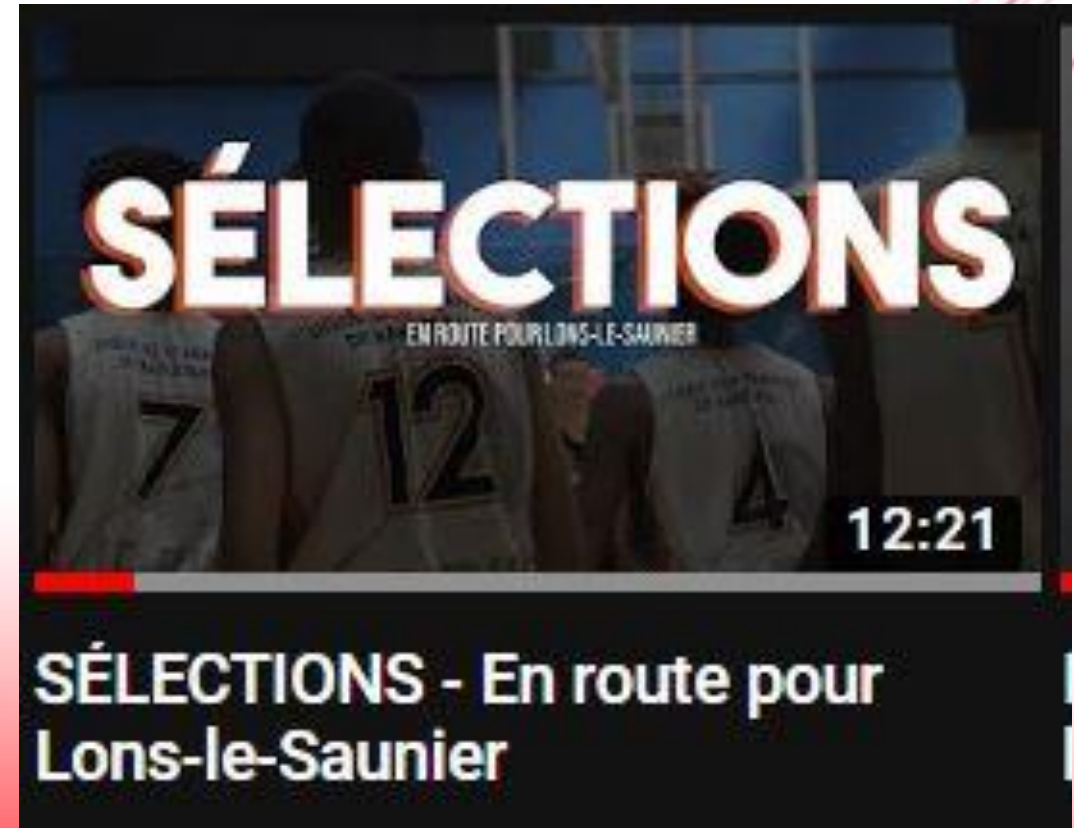 SÉLECTIONS
EN ROUTE POUR LONS-LE-SAUNIER
7
12
4
12:21
SÉLECTIONS - En route pour
Lons-le-Saunier